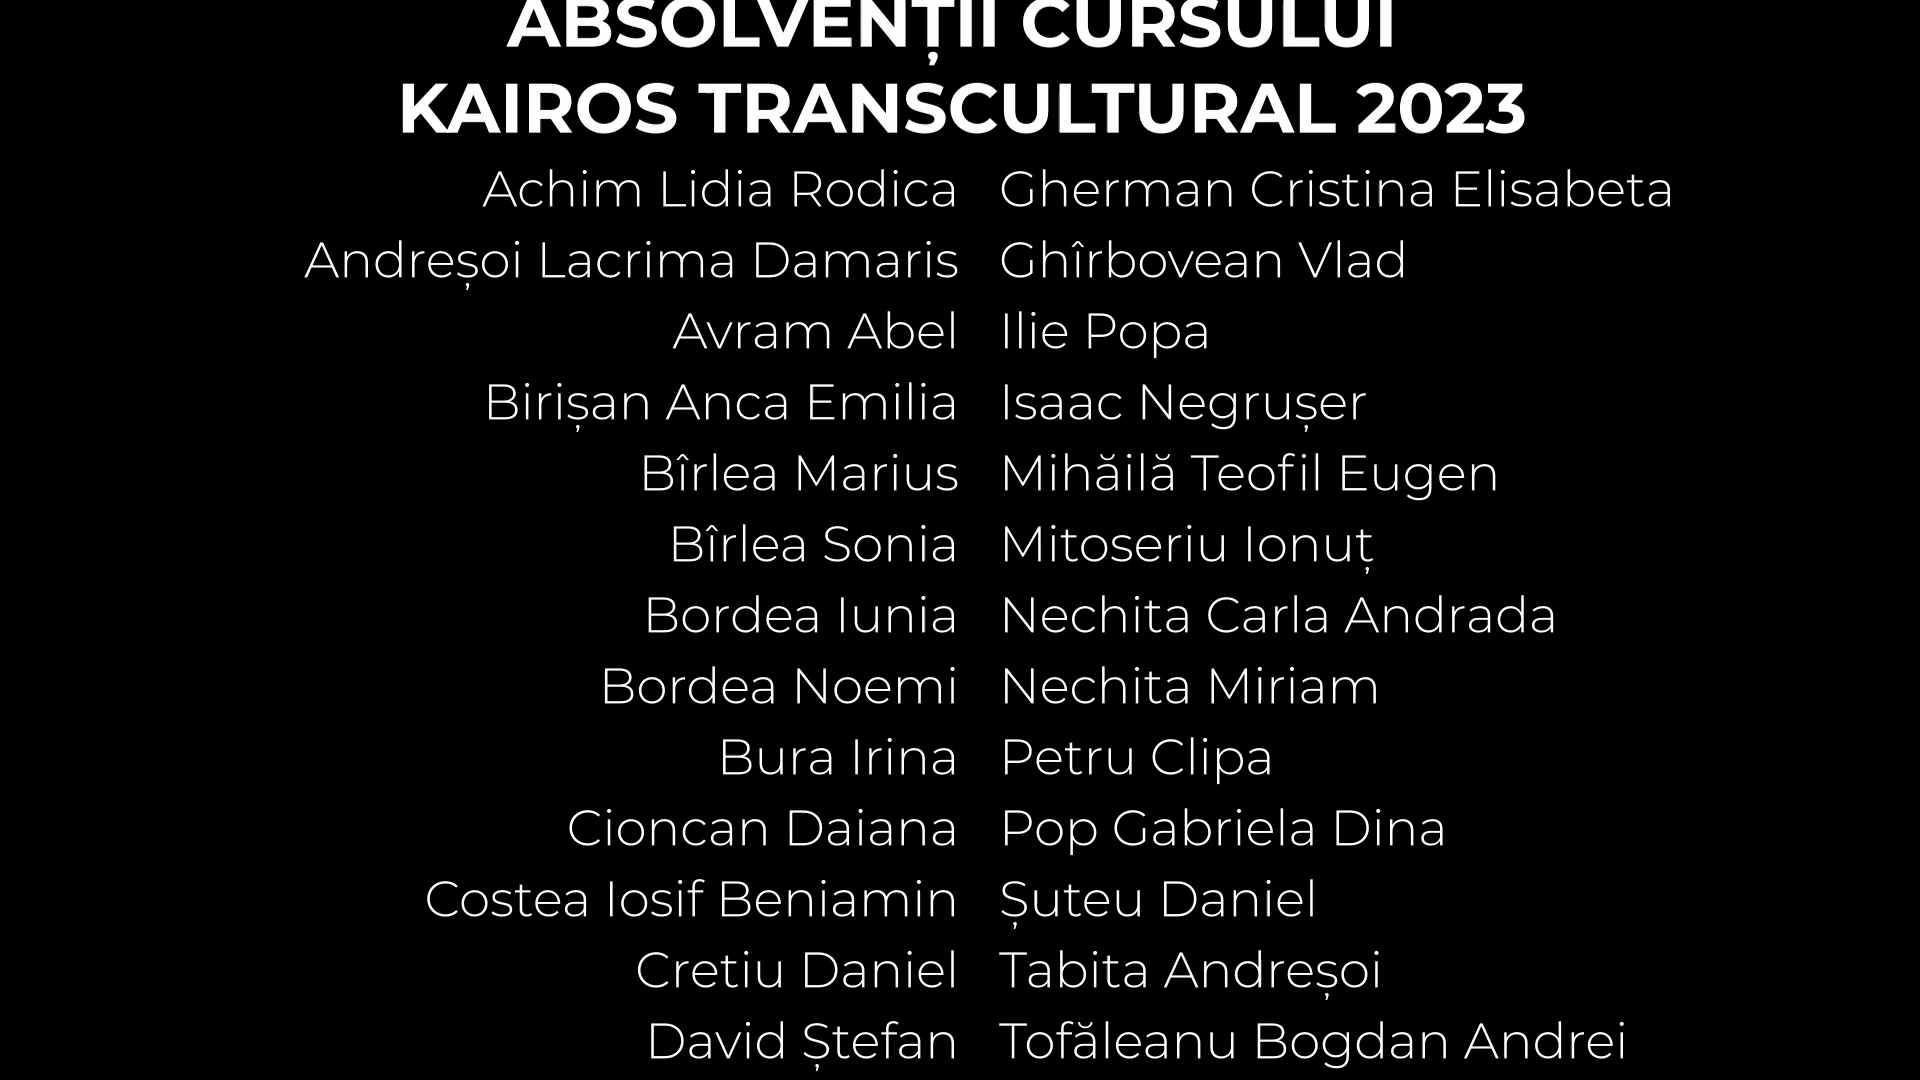 ABSOLVENȚII CURSULUI
KAIROS TRANSCULTURAL 2023
Achim Lidia Rodica Gherman Cristina Elisabeta
Andreșoi Lacrima Damaris Ghîrbovean Vlad
Avram Abel Ilie Popa
Birișan Anca Emilia Isaac Negrușer
Bîrlea Marius Mihăilă Teofil Eugen
Bîrlea Sonia Mitoseriu Ionuț
Bordea Iunia Nechita Carla Andrada
Bordea Noemi Nechita Miriam
Bura Irina Petru Clipa
Cioncan Daiana Pop Gabriela Dina
Costea Iosif Beniamin Șuteu Daniel
Cretiu Daniel Tabita Andreșoi
David Ștefan Tofăleanu Bogdan Andrei